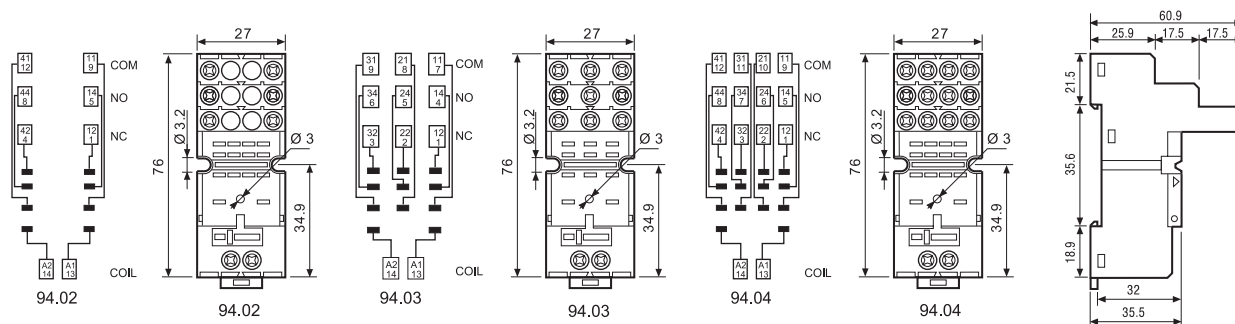 27
41 12
11 9
COM
44 8
14 5
NO
42 4
12 1
NC
A2 14
A1 13
COIL
94.02
76
Ø 3.2
Ø 3
34.9
94.02
27
31 9
21 8
11 7
COM
34 6
24 5
14 4
NO
32 3
22 2
12 1
NC
A2 14
A1 13
COIL
94.03
76
Ø 3.2
Ø 3
34.9
94.03
27
41 12
31 11
21 10
11 9
COM
44 8
34 7
24 6
14 5
NO
42 4
32 3
22 2
12 1
NC
A2 14
A1 13
COIL
94.04
76
Ø 3.2
Ø 3
34.9
94.04
60.9
25.9
17.5
17.5
21.5
35.6
18.9
32
35.5